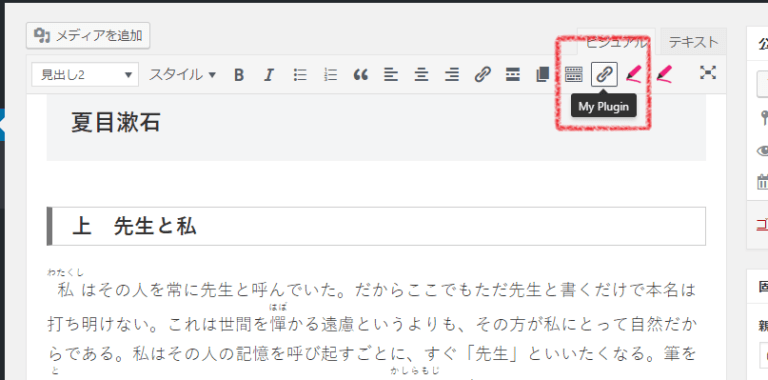 メディアを追加
ビジュアル テキスト
公
見出し2 スタイル B I
My Plugin
夏目漱石
上 先生と私
わたくし
私はその人を常に先生と呼んでいた。だからここでもただ先生と書くだけで本名は
ほば
打ち明けない。これは世間を憚かる遠慮というよりも、その方が私にとって自然だか
らである。私はその人の記憶を呼び起すごとに、すぐ「先生」といいたくなる。筆を
と かしらもじ
ゴ
固
親